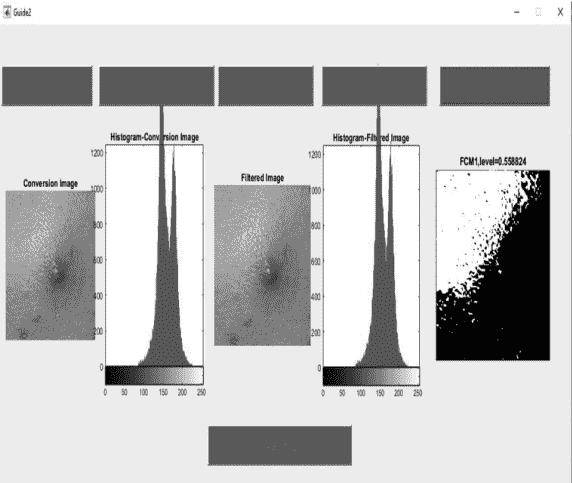 Guide2
Conversion Image
Histogram-Conversion Image
1200
1000
800
600
400
200
0
0 50 100 150 200 250
Filtered Image
Histogram-Filtered Image
1200
1000
800
600
400
200
0
0 50 100 150 200 250
FCM1,level=0.558824